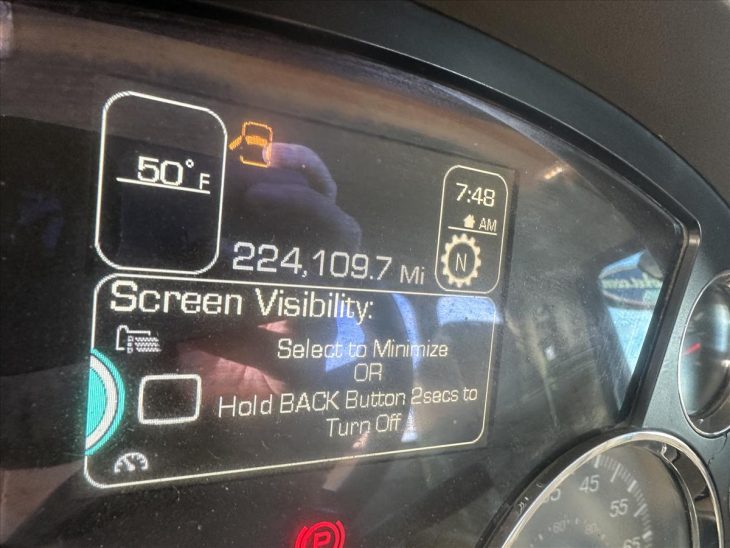 50°F
7:48
AM
224,109.7 Mi
N
Screen Visibility:
Select to Minimize
OR
Hold BACK Button 2secs to
Turn Off
P
45
55
65